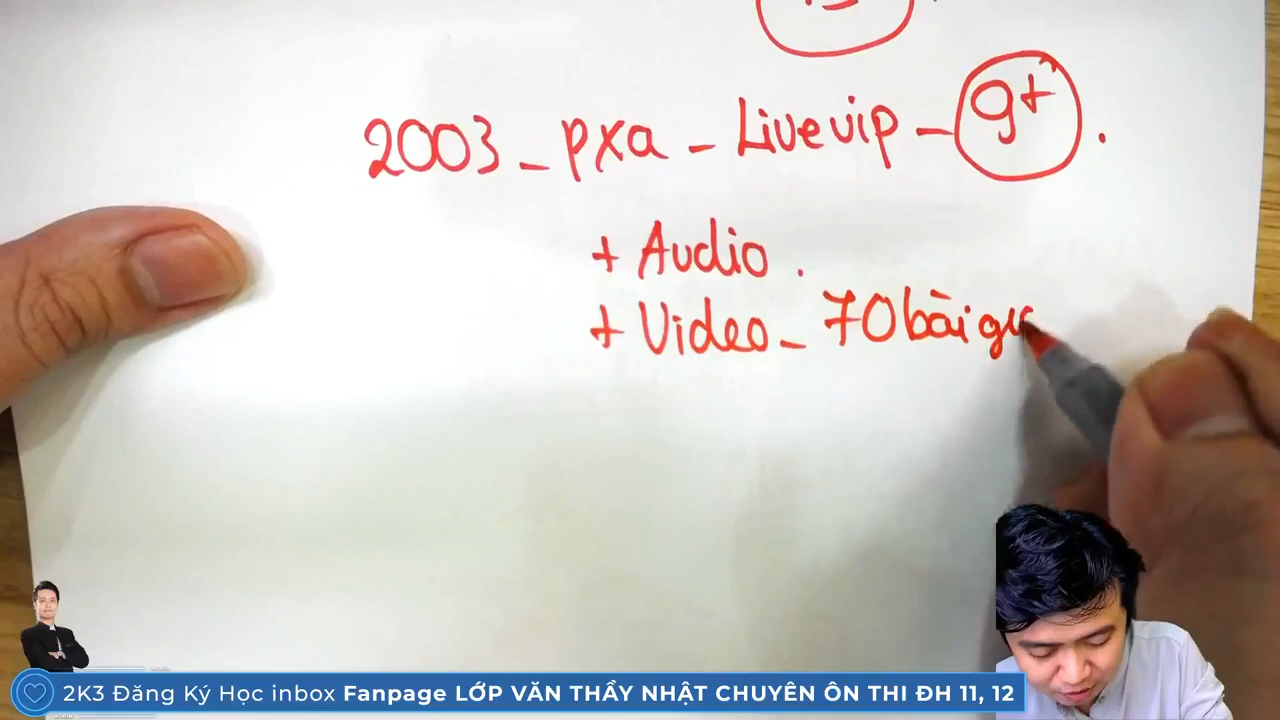 2003 - pxa - Livevip - 9+.
+ Audio.
+ Video - 70 bài
2K3 Đăng Ký Học inbox Fanpage LỚP VĂN THẦY NHẬT CHUYÊN ÔN THI ĐH 11, 12